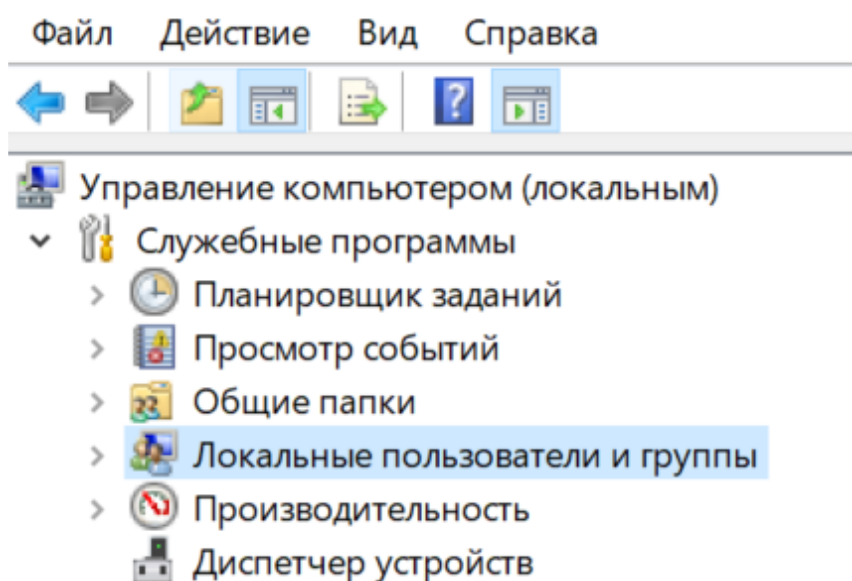 Файл Действие Вид Справка
Управление компьютером (локальным)
Служебные программы
Планировщик заданий
Просмотр событий
Общие папки
Локальные пользователи и группы
Производительность
Диспетчер устройств